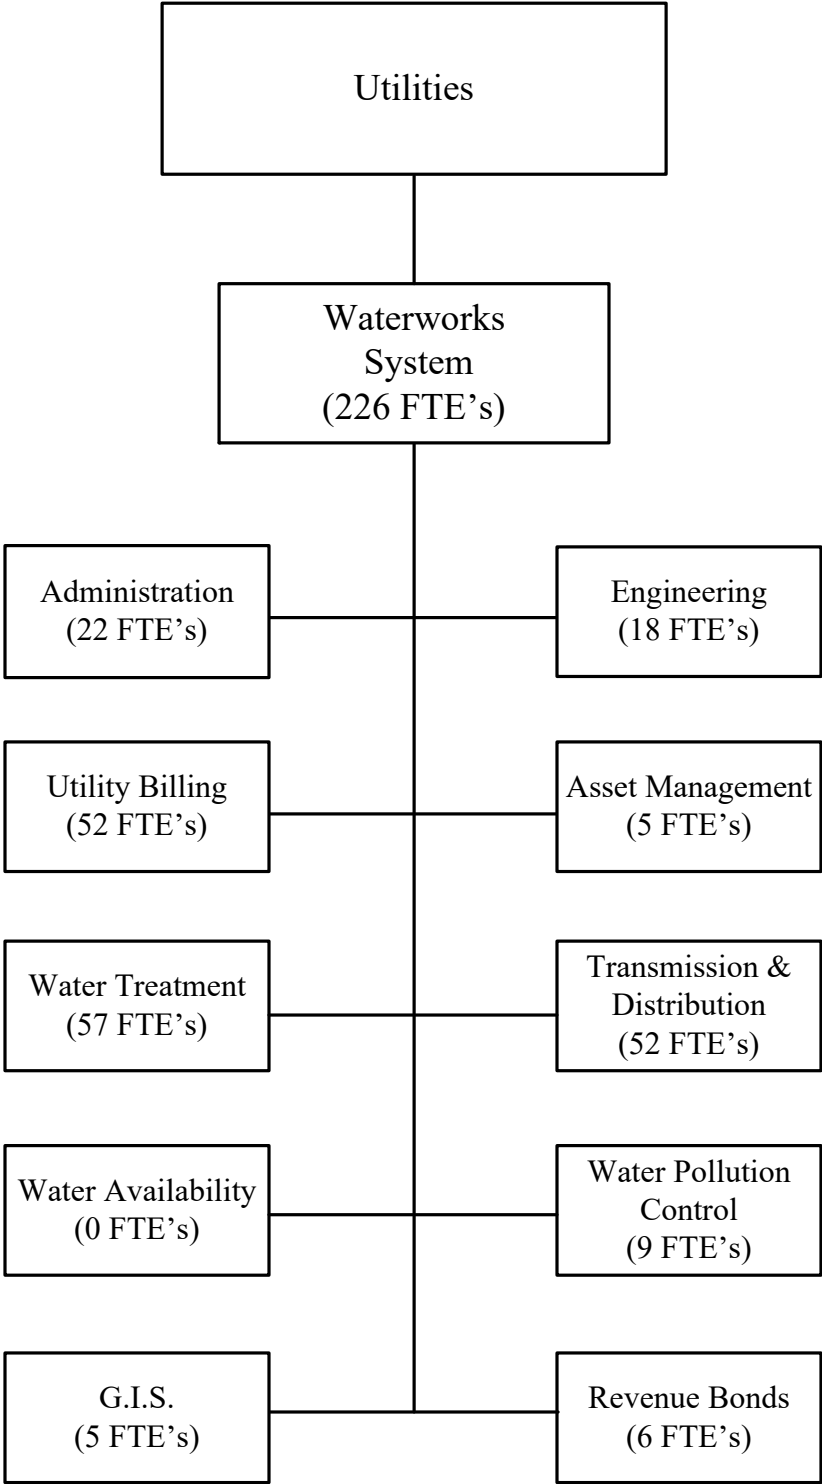 Utilities
Waterworks
System
(226 FTE’s)
Administration
(22 FTE’s)
Engineering
(18 FTE’s)
Utility Billing
(52 FTE’s)
Asset Management
(5 FTE’s)
Water Treatment
(57 FTE’s)
Transmission &
Distribution
(52 FTE’s)
Water Availability
(0 FTE’s)
Water Pollution
Control
(9 FTE’s)
G.I.S.
(5 FTE’s)
Revenue Bonds
(6 FTE’s)